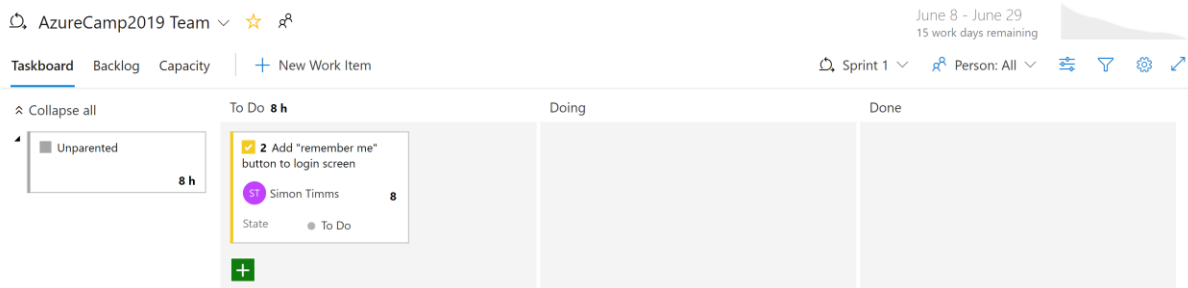 AzureCamp2019 Team
June 8 - June 29
15 work days remaining
Taskboard Backlog Capacity + New Work Item Sprint 1 Person: All
Collapse all To Do 8 h Doing Done
Unparented
8 h
2 Add "remember me"
button to login screen
ST Simon Timms 8
State To Do